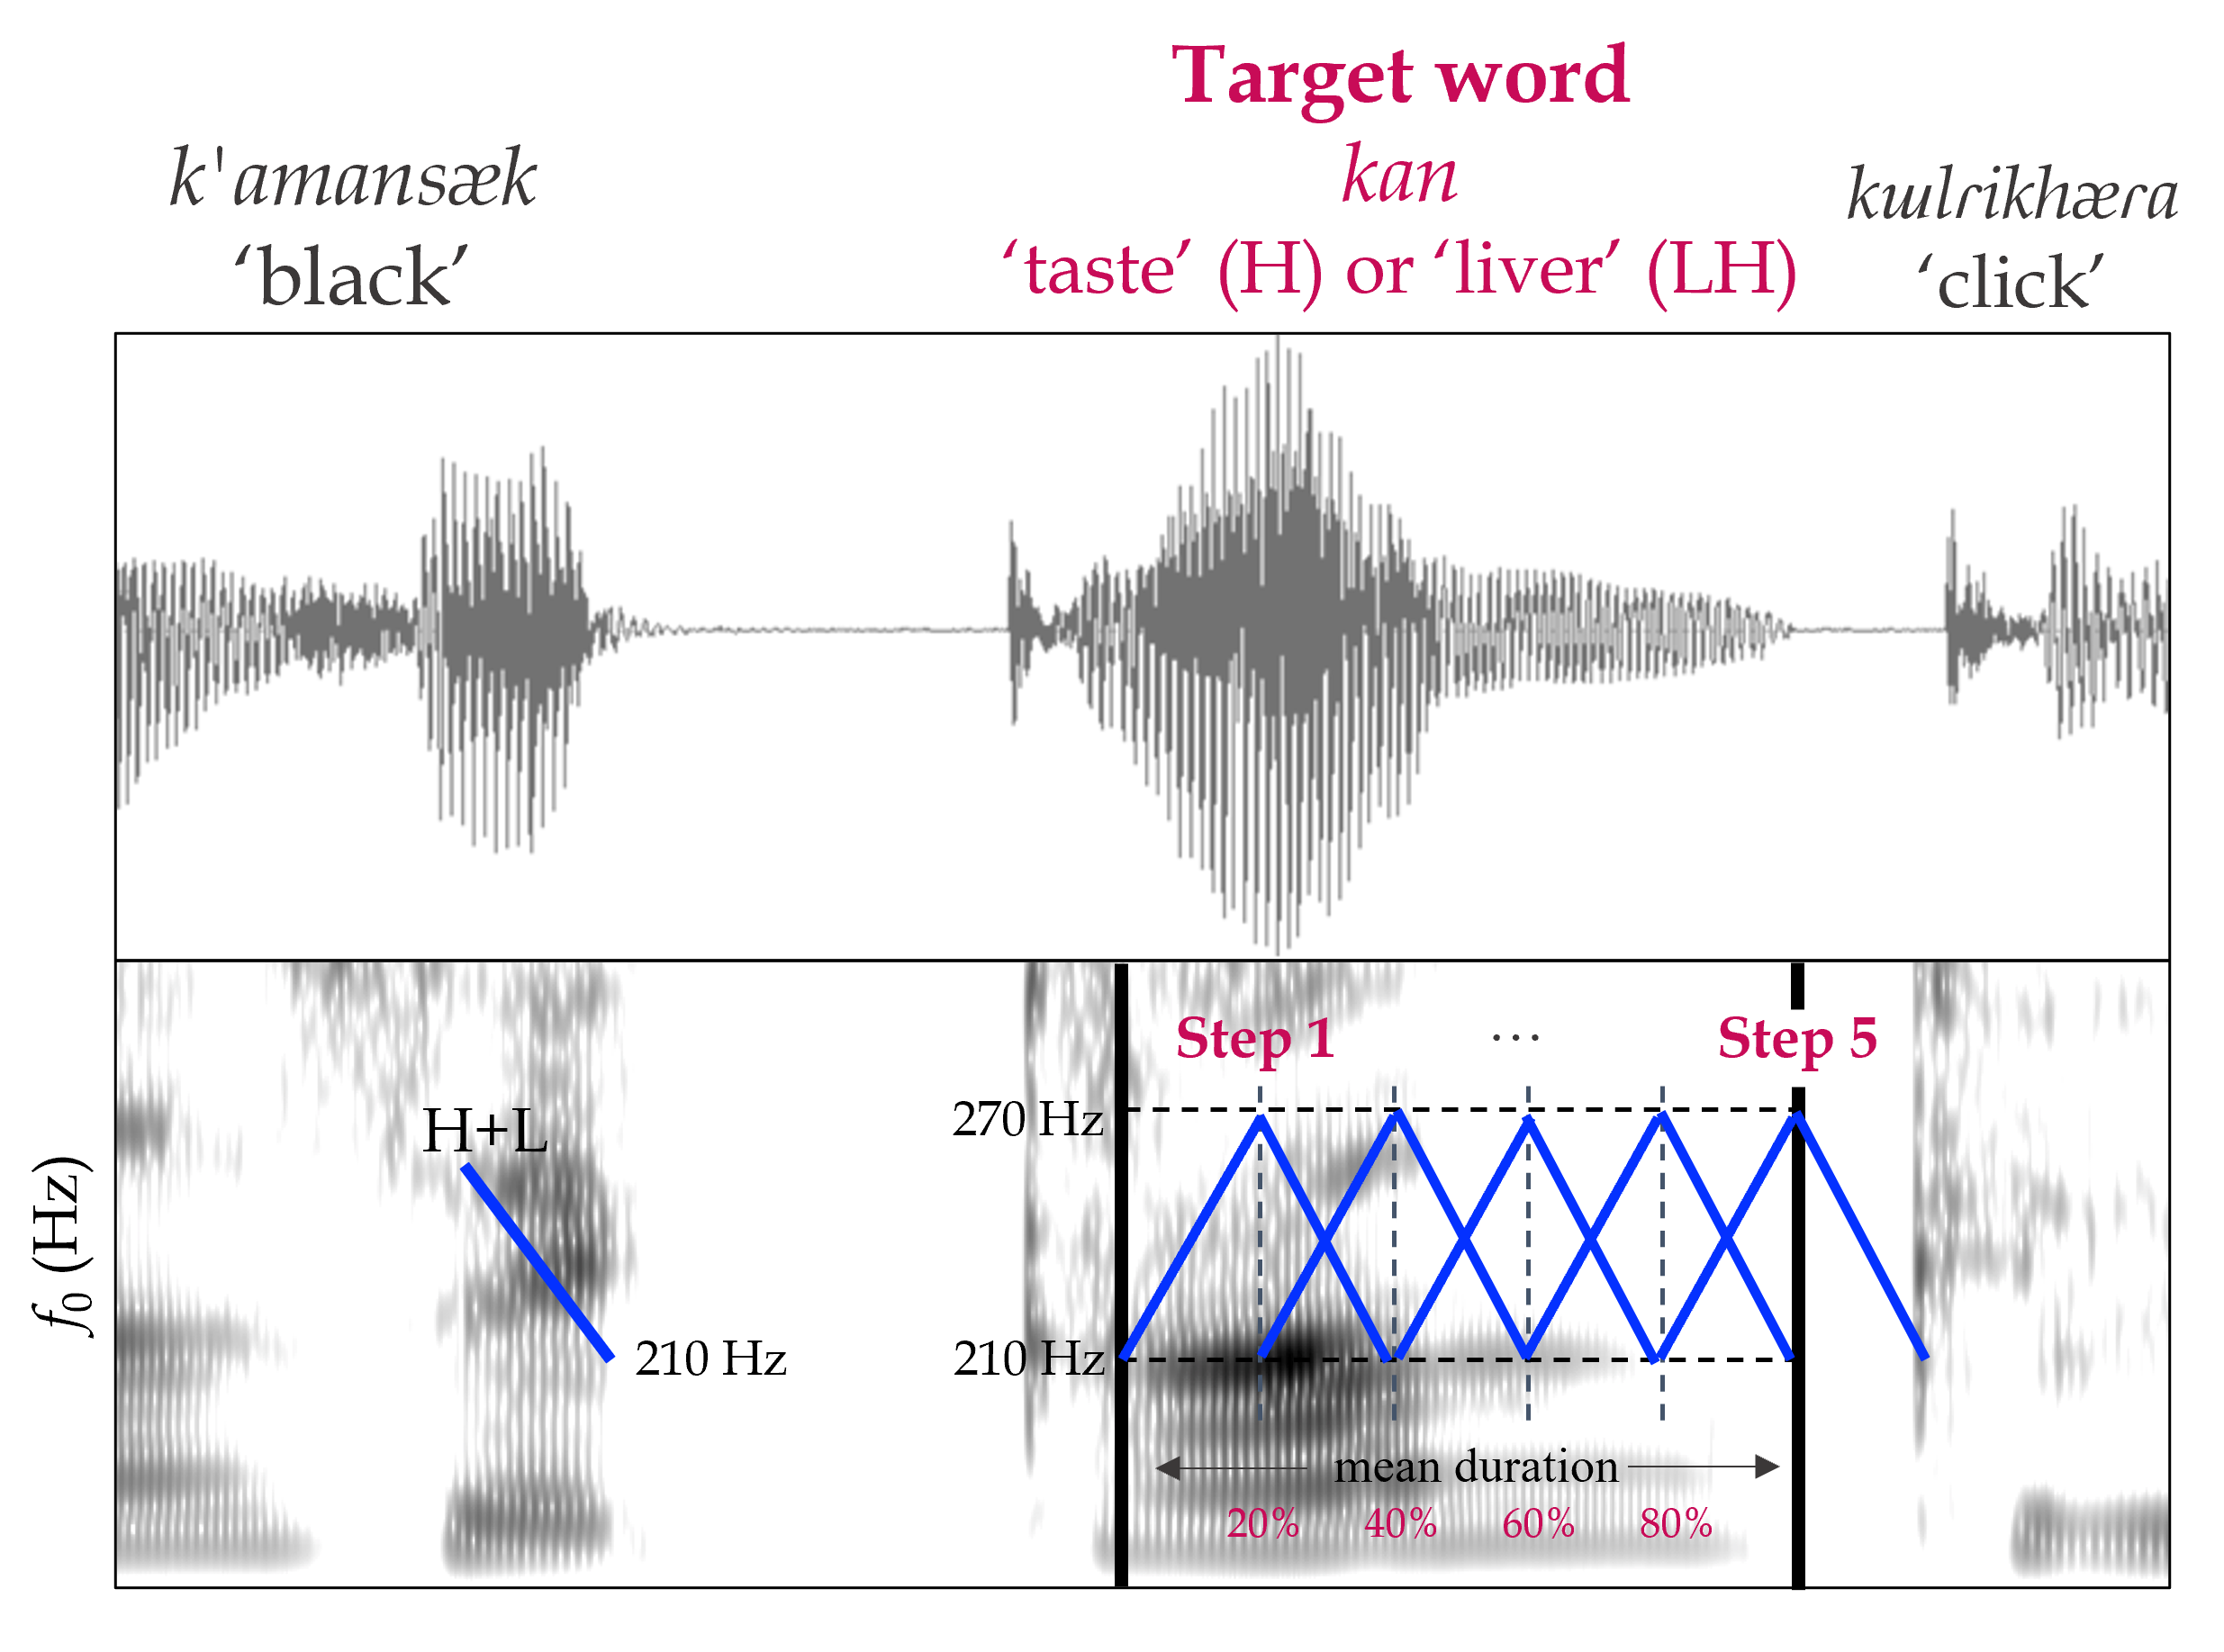 Target word
k'amansæk
kan
kɯlrikhæra
‘black’
‘taste’ (H) or ‘liver’ (LH)
‘click’
Step 1
...
Step 5
H+L
270 Hz
f0 (Hz)
210 Hz
210 Hz
mean duration
20%
40%
60%
80%